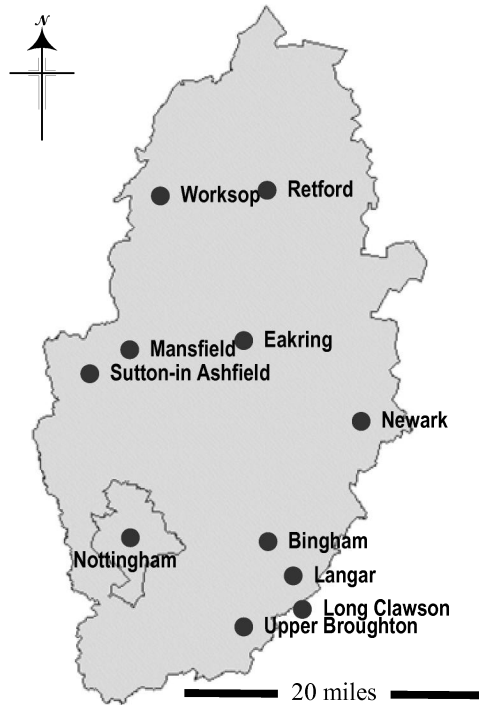 N
Worksop
Retford
Eakring
Mansfield
Sutton-in Ashfield
Newark
Nottingham
Bingham
Langar
Long Clawson
Upper Broughton
20 miles